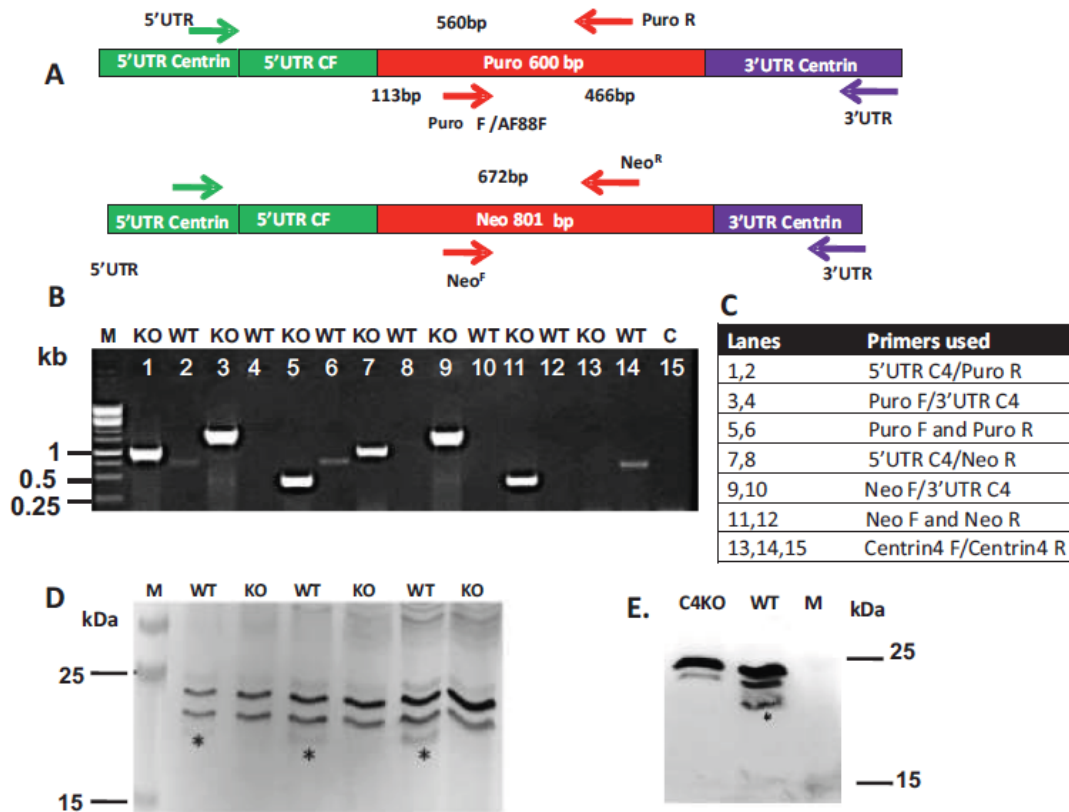 5'UTR 560bp Puro R
A
5'UTR Centrin 5'UTR CF Puro 600 bp 3'UTR Centrin
113bp 466bp
Puro F /AF88F 3'UTR
Neo^R
672bp
5'UTR Centrin 5'UTR CF Neo 801 bp 3'UTR Centrin
5'UTR Neo^F 3'UTR
B
M KO WT KO WT KO WT KO WT KO WT KO WT KO WT C
kb 1 2 3 4 5 6 7 8 9 10 11 12 13 14 15
1
0.5
0.25
C
Lanes Primers used
1,2 5'UTR C4/Puro R
3,4 Puro F/3'UTR C4
5,6 Puro F and Puro R
7,8 5'UTR C4/Neo R
9,10 Neo F/3'UTR C4
11,12 Neo F and Neo R
13,14,15 Centrin4 F/Centrin4 R
D M WT KO WT KO WT KO
kDa
25
15
* * *
E. C4KO WT M kDa
25
*
15